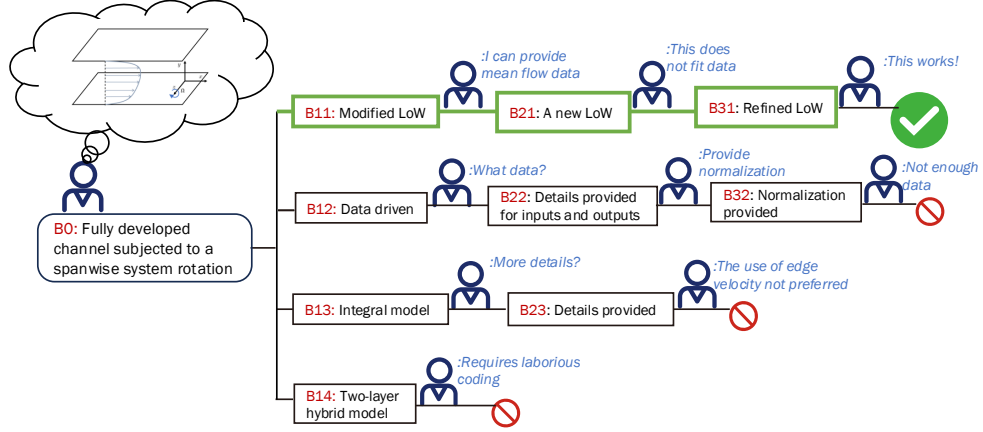 :I can provide
mean flow data
:This does
not fit data
:This works!
B11: Modified LoW
B21: A new LoW
B31: Refined LoW
:What data?
:Provide
normalization
:Not enough
data
B12: Data driven
B22: Details provided
for inputs and outputs
B32: Normalization
provided
B0: Fully developed
channel subjected to a
spanwise system rotation
:More details?
:The use of edge
velocity not preferred
B13: Integral model
B23: Details provided
:Requires laborious
coding
B14: Two-layer
hybrid model